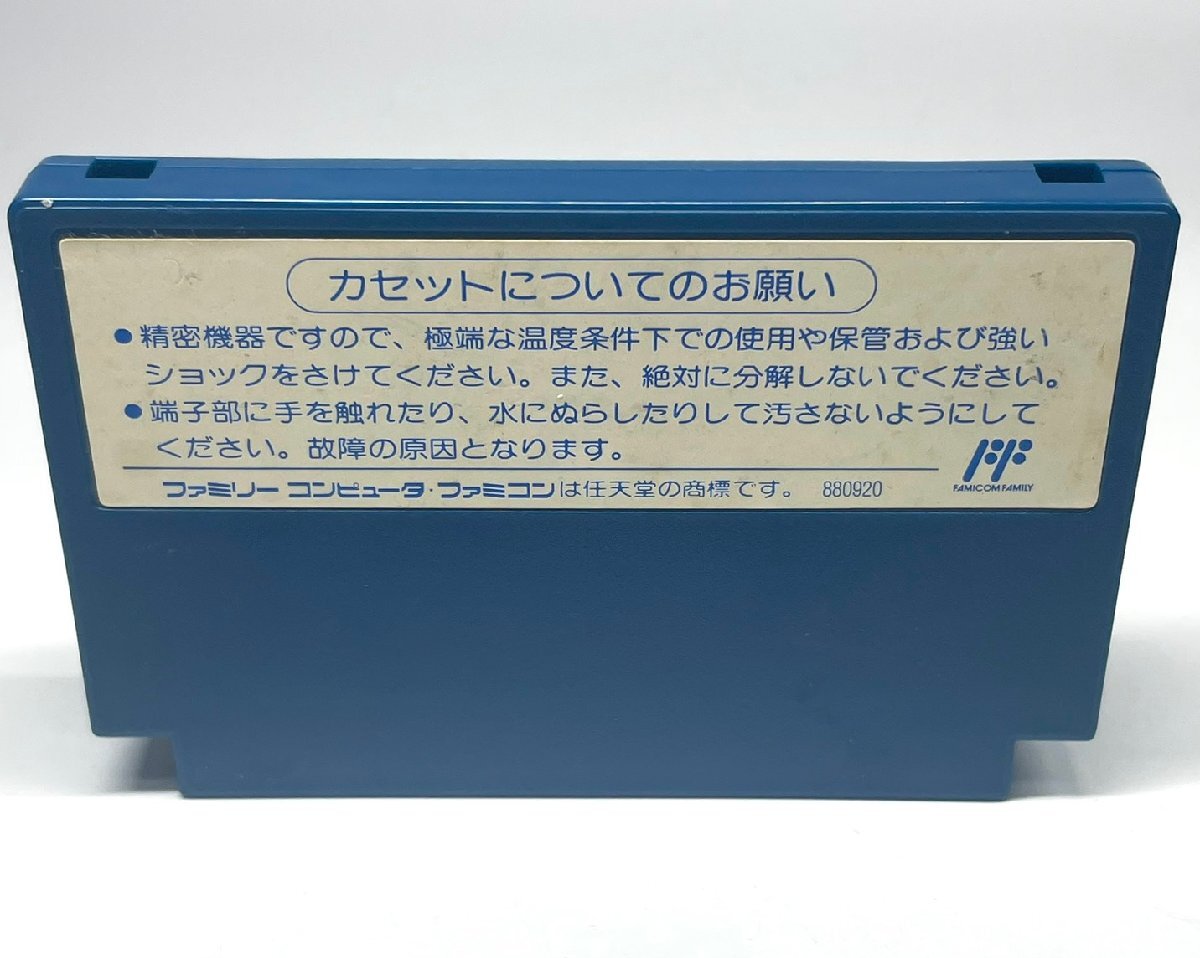 カセットについてのお願い
●精密機器ですので、極端な温度条件下での使用や保管および強い
ショックをさけてください。また、絶対に分解しないでください。
●端子部に手を触れたり、水にぬらしたりして汚さないようにして
ください。故障の原因となります。
ファミリーコンピュータ・ファミコンは任天堂の商標です。 880920
FAMICOM FAMILY